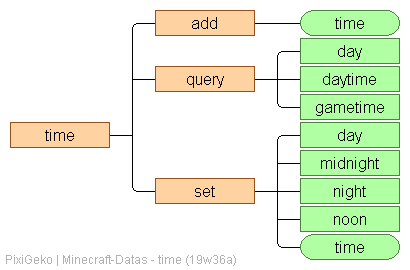 time
add
time
query
day
daytime
gametime
set
day
midnight
night
noon
time
PixiGeko | Minecraft-Datas - time (19w36a)